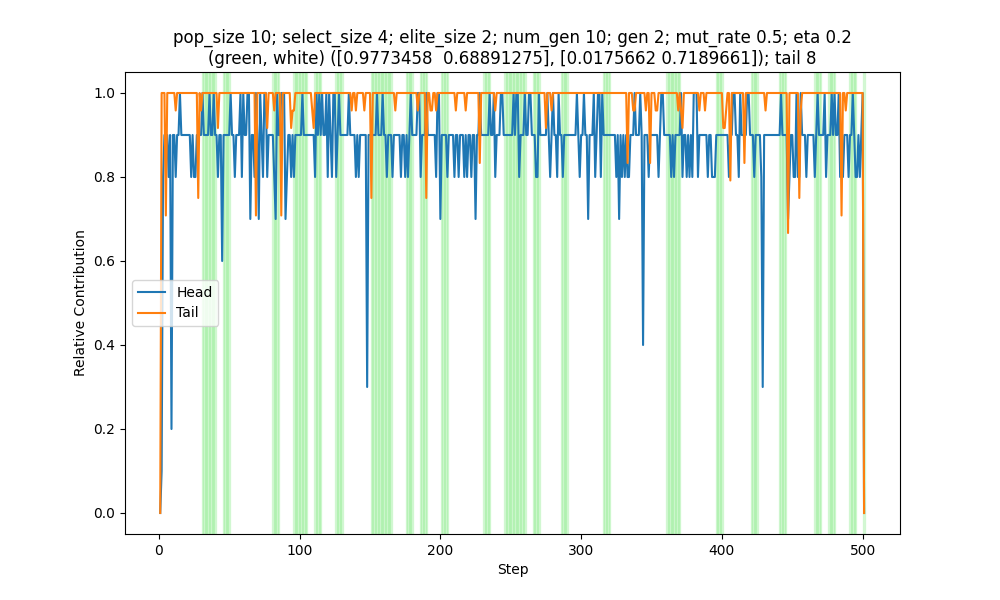 pop_size 10; select_size 4; elite_size 2; num_gen 10; gen 2; mut_rate 0.5; eta 0.2
(green, white) ([0.9773458  0.68891275], [0.0175662 0.7189661]); tail 8
1.0
0.8
0.6
0.4
0.2
0.0
Relative Contribution
Head
Tail
0 100 200 300 400 500
Step